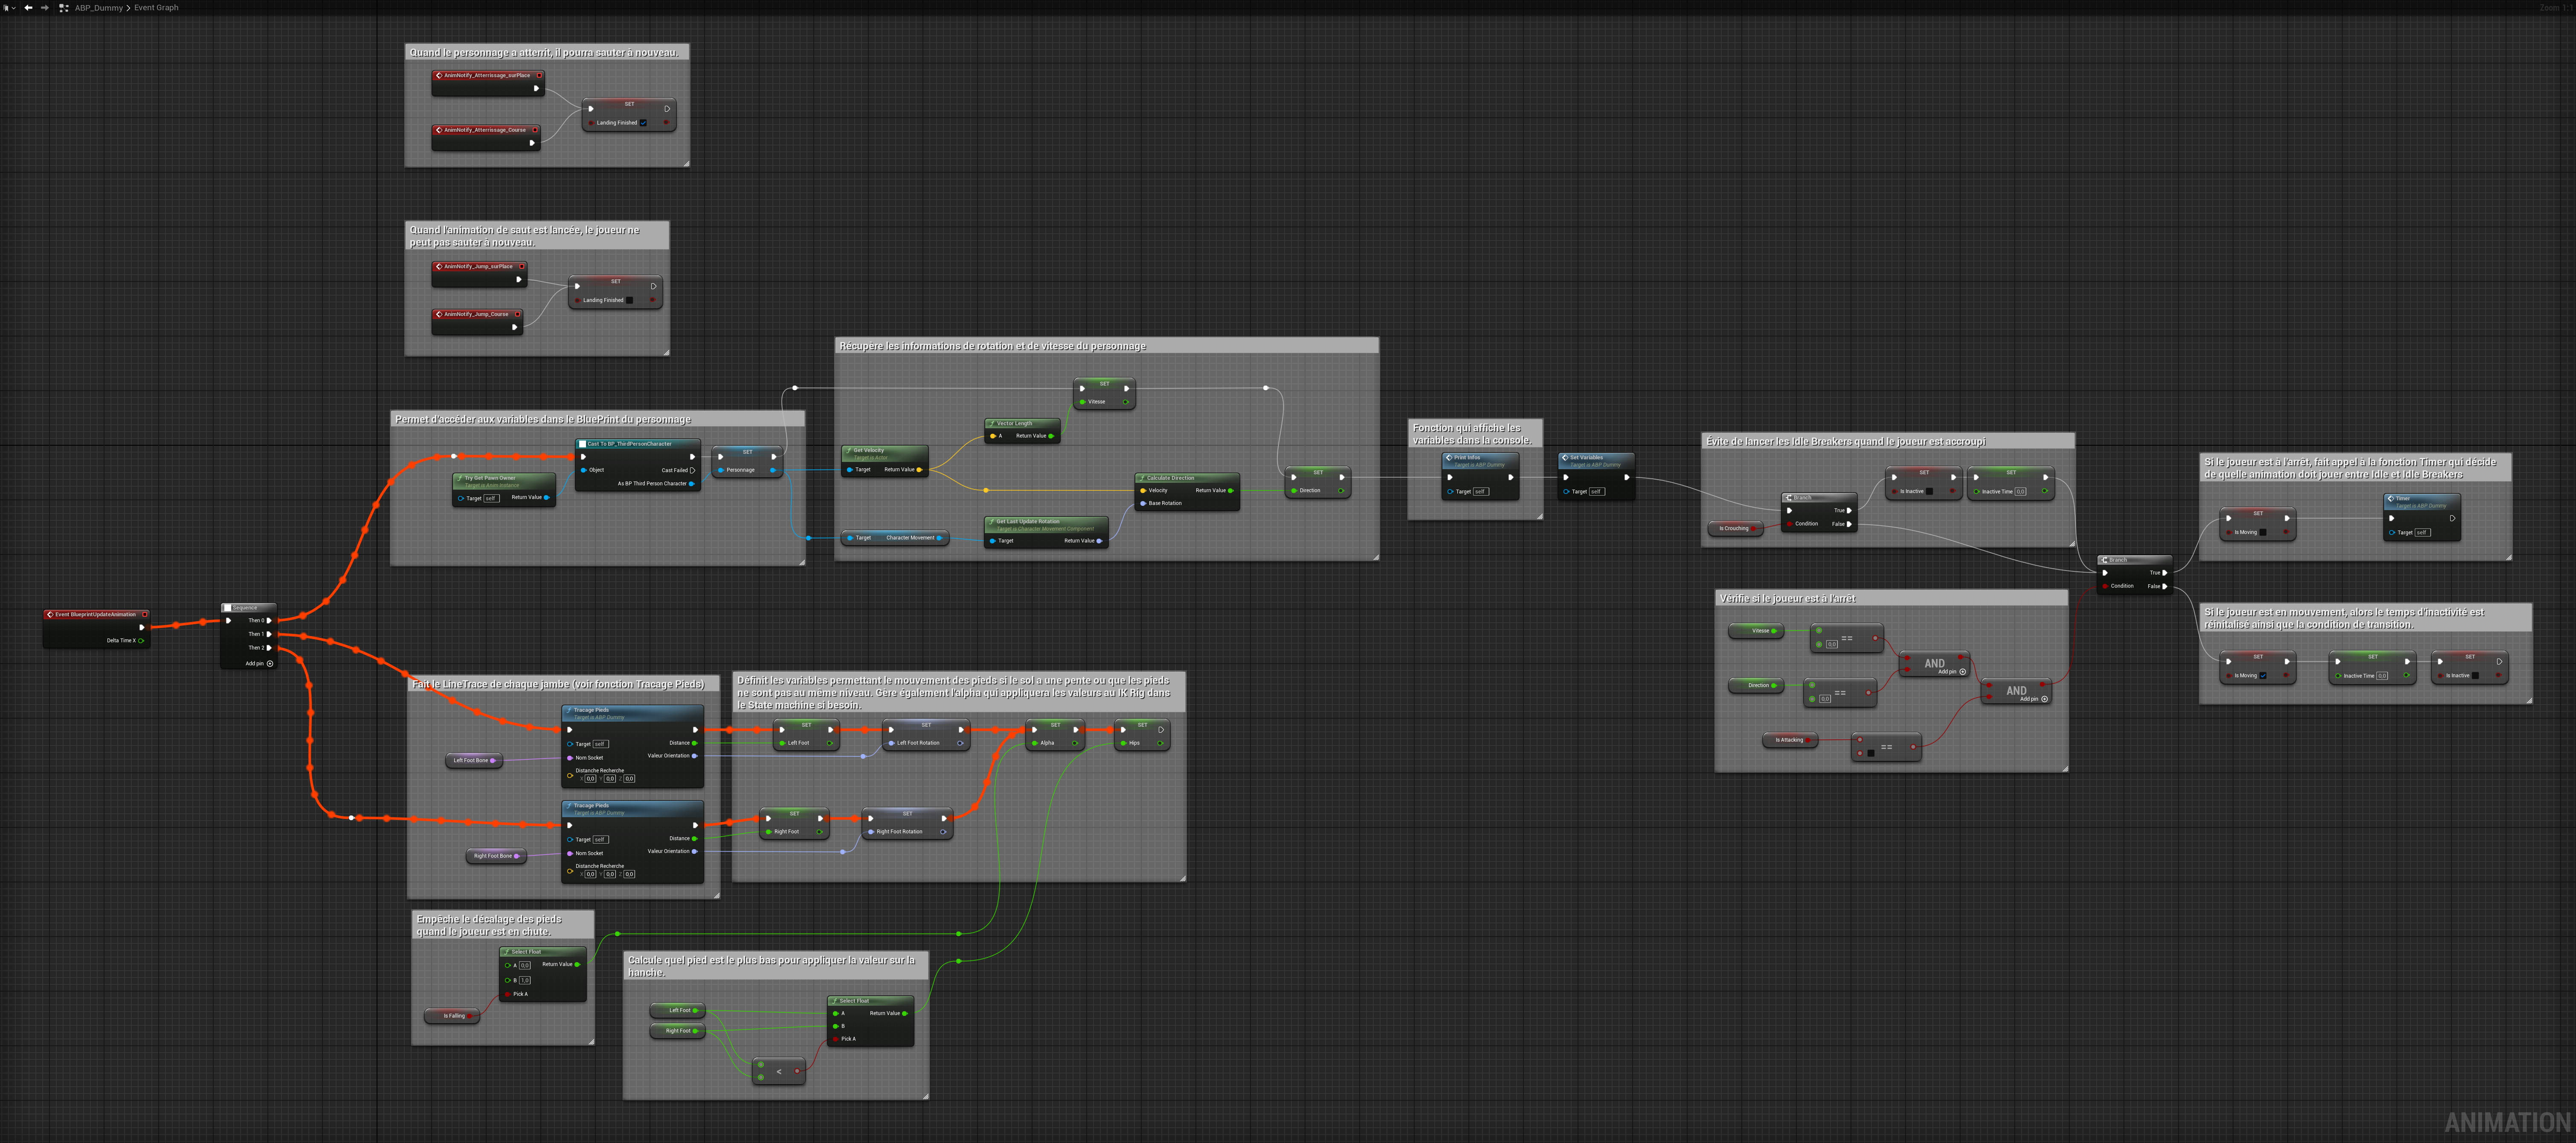 ABP_Dummy > Event Graph
Zoom 1:1
Quand le personnage a atterrit, il pourra sauter à nouveau.
AnimNotify_Atterrissage_surPlace
SET
Landing Finished
AnimNotify_Atterrissage_Course
Quand l'animation de saut est lancée, le joueur ne
peut pas sauter à nouveau.
AnimNotify_Jump_surPlace
SET
Landing Finished
AnimNotify_Jump_Course
Permet d'accéder aux variables dans le BluePrint du personnage
Cast To BP_ThirdPersonCharacter
Object
Cast Failed
As BP Third Person Character
Try Get Pawn Owner
Target is Anim Instance
Target self
Return Value
SET
Personnage
Récupère les informations de rotation et de vitesse du personnage
SET
Vitesse
Vector Length
A Return Value
Get Velocity
Target is Actor
Target Return Value
Calculate Direction
Velocity Return Value
Base Rotation
Get Last Update Rotation
Target is Character Movement Component
Target Return Value
Target Character Movement
SET
Direction
Fonction qui affiche les
variables dans la console.
Print Infos
Target is ABP Dummy
Target self
Set Variables
Target is ABP Dummy
Target self
Évite de lancer les Idle Breakers quand le joueur est accroupi
Is Crouching
Branch
True
Condition False
SET
Is Inactive
SET
Inactive Time 0,0
Branch
True
Condition False
Si le joueur est à l'arrêt, fait appel à la fonction Timer qui décide
de quelle animation doit jouer entre Idle et Idle Breakers
SET
Is Moving
Timer
Target is ABP Dummy
Target self
Vérifie si le joueur est à l'arrêt
Vitesse
==
0,0
Direction
==
0,0
AND
Add pin
AND
Add pin
Is Attacking
==
Si le joueur est en mouvement, alors le temps d'inactivité est
réinitalisé ainsi que la condition de transition.
SET
Is Moving
SET
Inactive Time 0,0
SET
Is Inactive
Event BlueprintUpdateAnimation
Delta Time X
Sequence
Then 0
Then 1
Then 2
Add pin
Fait le LineTrace de chaque jambe (voir fonction Tracage Pieds)
Tracage Pieds
Target is ABP Dummy
Target self
Distance
Nom Socket
Valeur Orientation
Distanche Recherche
X 0,0 Y 0,0 Z 0,0
Left Foot Bone
Tracage Pieds
Target is ABP Dummy
Target self
Distance
Nom Socket
Valeur Orientation
Distanche Recherche
X 0,0 Y 0,0 Z 0,0
Right Foot Bone
Définit les variables permettant le mouvement des pieds si le sol a une pente ou que les pieds
ne sont pas au même niveau. Gère également l'alpha qui appliquera les valeurs au IK Rig dans
le State machine si besoin.
SET
Left Foot
SET
Left Foot Rotation
SET
Alpha
SET
Hips
SET
Right Foot
SET
Right Foot Rotation
Empêche le décalage des pieds
quand le joueur est en chute.
Select Float
A 0,0 Return Value
B 1,0
Pick A
Is Falling
Calcule quel pied est le plus bas pour appliquer la valeur sur la
hanche.
Left Foot
Right Foot
Select Float
A Return Value
B
Pick A
<
ANIMATION